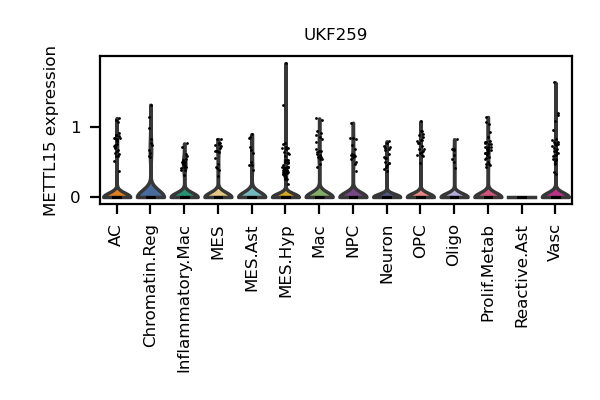 UKF259
METTL15 expression
1
0
AC
Chromatin.Reg
Inflammatory.Mac
MES
MES.Ast
MES.Hyp
Mac
NPC
Neuron
OPC
Oligo
Prolif.Metab
Reactive.Ast
Vasc